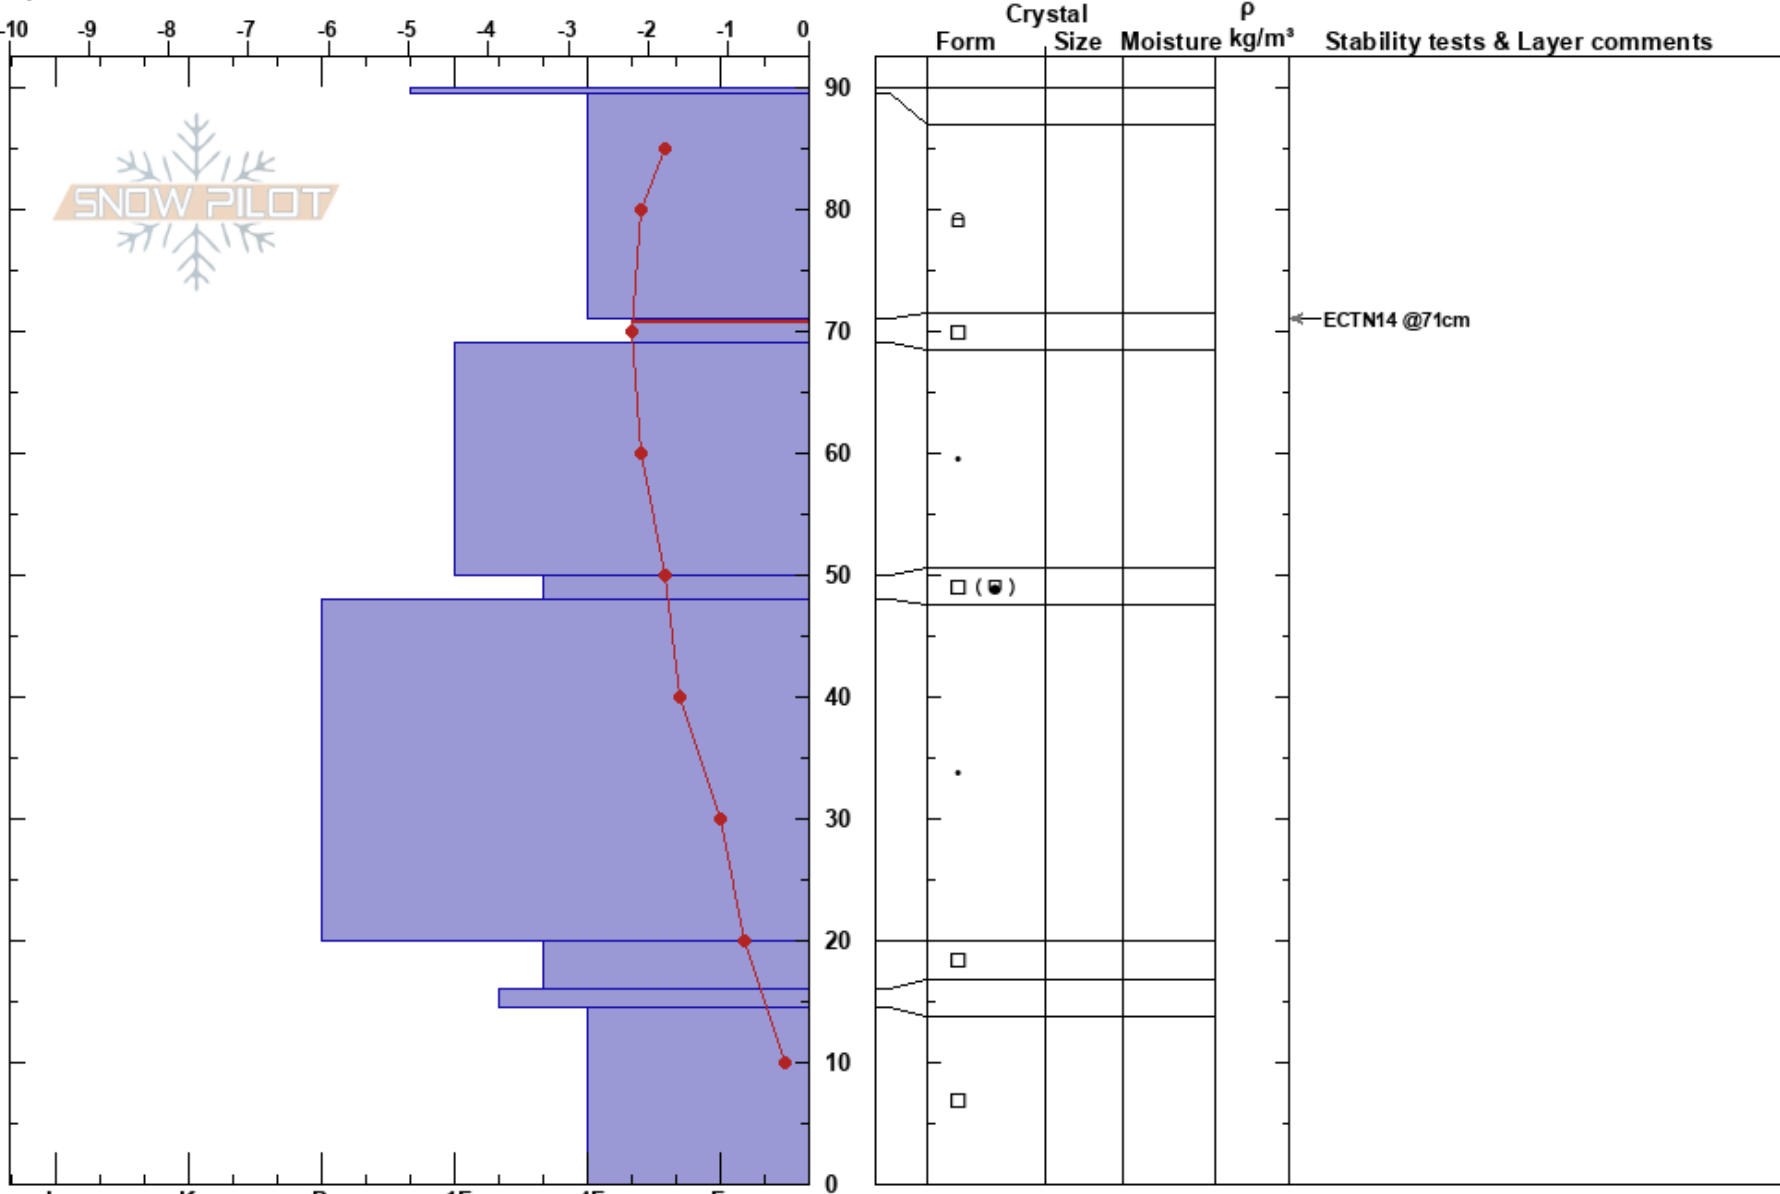 Crystal ρ
-10 -9 -8 -7 -6 -5 -4 -3 -2 -1 0 Form Size Moisture kg/m³ Stability tests & Layer comments
90
SNOW PILOT
80
70
ECTN14 @71cm
60
50
( )
40
30
20
10
0